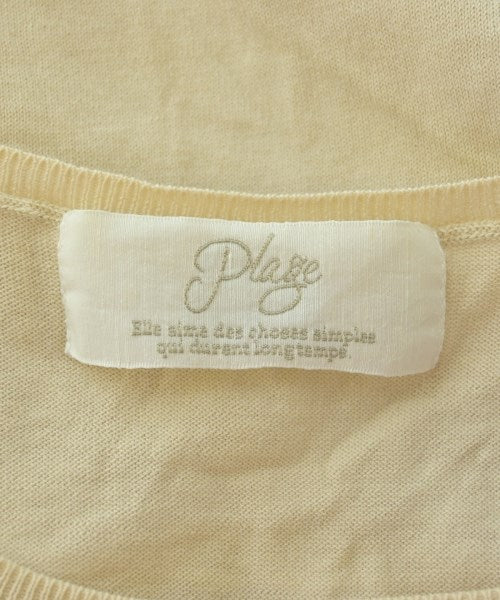 Plage
Elle aime des choses simples
qui durent longtemps.